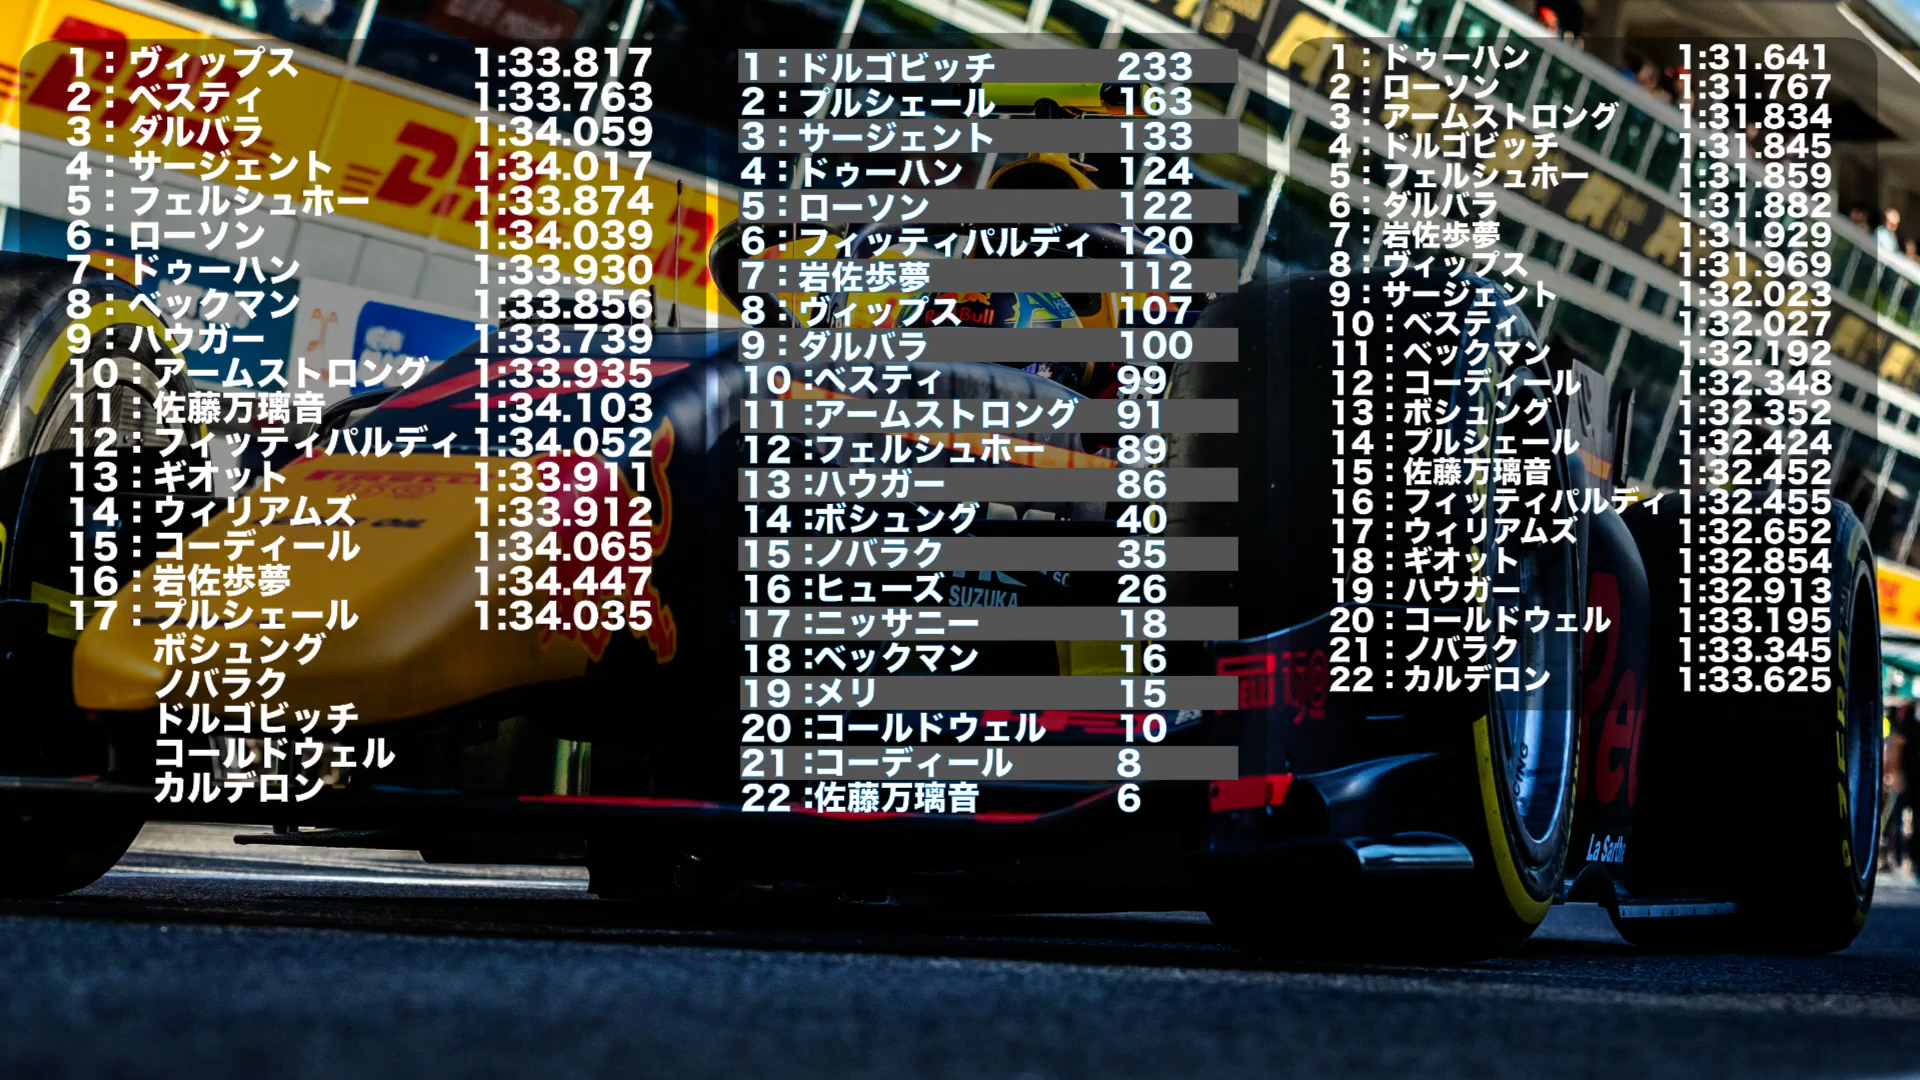 1：ヴィップス 1:33.817
2：ベスティ 1:33.763
3：ダルバラ 1:34.059
4：サージェント 1:34.017
5：フェルシュホー 1:33.874
6：ローソン 1:34.039
7：ドゥーハン 1:33.930
8：ベックマン 1:33.856
9：ハウガー 1:33.739
10：アームストロング 1:33.935
11：佐藤万璃音 1:34.103
12：フィッティパルディ 1:34.052
13：ギオット 1:33.911
14：ウィリアムズ 1:33.912
15：コーディール 1:34.065
16：岩佐歩夢 1:34.447
17：プルシェール 1:34.035
ボシュング
ノバラク
ドルゴビッチ
コールドウェル
カルデロン
1：ドルゴビッチ 233
2：プルシェール 163
3：サージェント 133
4：ドゥーハン 124
5：ローソン 122
6：フィッティパルディ 120
7：岩佐歩夢 112
8：ヴィップス 107
9：ダルバラ 100
10：ベスティ 99
11：アームストロング 91
12：フェルシュホー 89
13：ハウガー 86
14：ボシュング 40
15：ノバラク 35
16：ヒューズ 26
17：ニッサニー 18
18：ベックマン 16
19：メリ 15
20：コールドウェル 10
21：コーディール 8
22：佐藤万璃音 6
1：ドゥーハン 1:31.641
2：ローソン 1:31.767
3：アームストロング 1:31.834
4：ドルゴビッチ 1:31.845
5：フェルシュホー 1:31.859
6：ダルバラ 1:31.882
7：岩佐歩夢 1:31.929
8：ヴィップス 1:31.969
9：サージェント 1:32.023
10：ベスティ 1:32.027
11：ベックマン 1:32.192
12：コーディール 1:32.348
13：ボシュング 1:32.352
14：プルシェール 1:32.424
15：佐藤万璃音 1:32.452
16：フィッティパルディ 1:32.455
17：ウィリアムズ 1:32.652
18：ギオット 1:32.854
19：ハウガー 1:32.913
20：コールドウェル 1:33.195
21：ノバラク 1:33.345
22：カルデロン 1:33.625
DHL
SUZUKA
La Sarthe